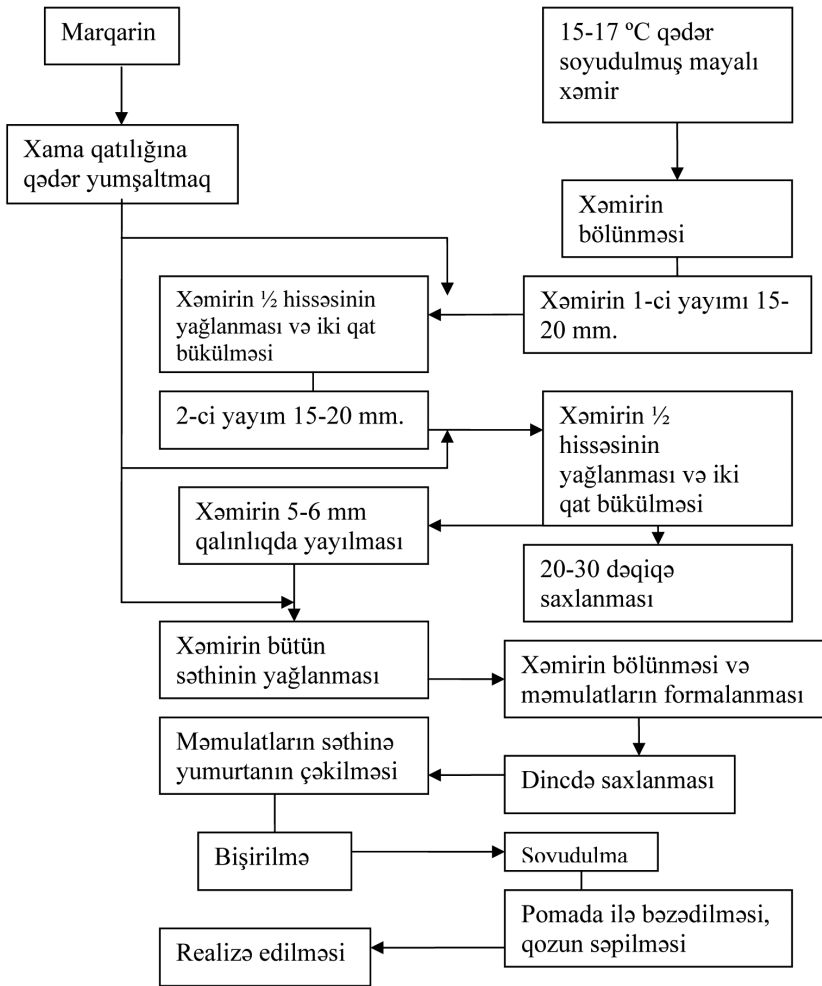 Marqarin
15-17 ºC qədər
soyudulmuş mayalı
xəmir
Xama qatılığına
qədər yumşaltmaq
Xəmirin
bölünməsi
Xəmirin ½ hissəsinin
yağlanması və iki qat
bükülməsi
Xəmirin 1-ci yayımı 15-
20 mm.
2-ci yayım 15-20 mm.
Xəmirin ½
hissəsinin
yağlanması və iki
qat bükülməsi
Xəmirin 5-6 mm
qalınlıqda yayılması
20-30 dəqiqə
saxlanması
Xəmirin bütün
səthinin yağlanması
Xəmirin bölünməsi və
məmulatların formalanması
Məmulatların səthinə
yumurtanın çəkilməsi
Dincdə saxlanması
Bişirilmə
Soyudulma
Pomada ilə bəzədilməsi,
qozun səpilməsi
Realizə edilməsi